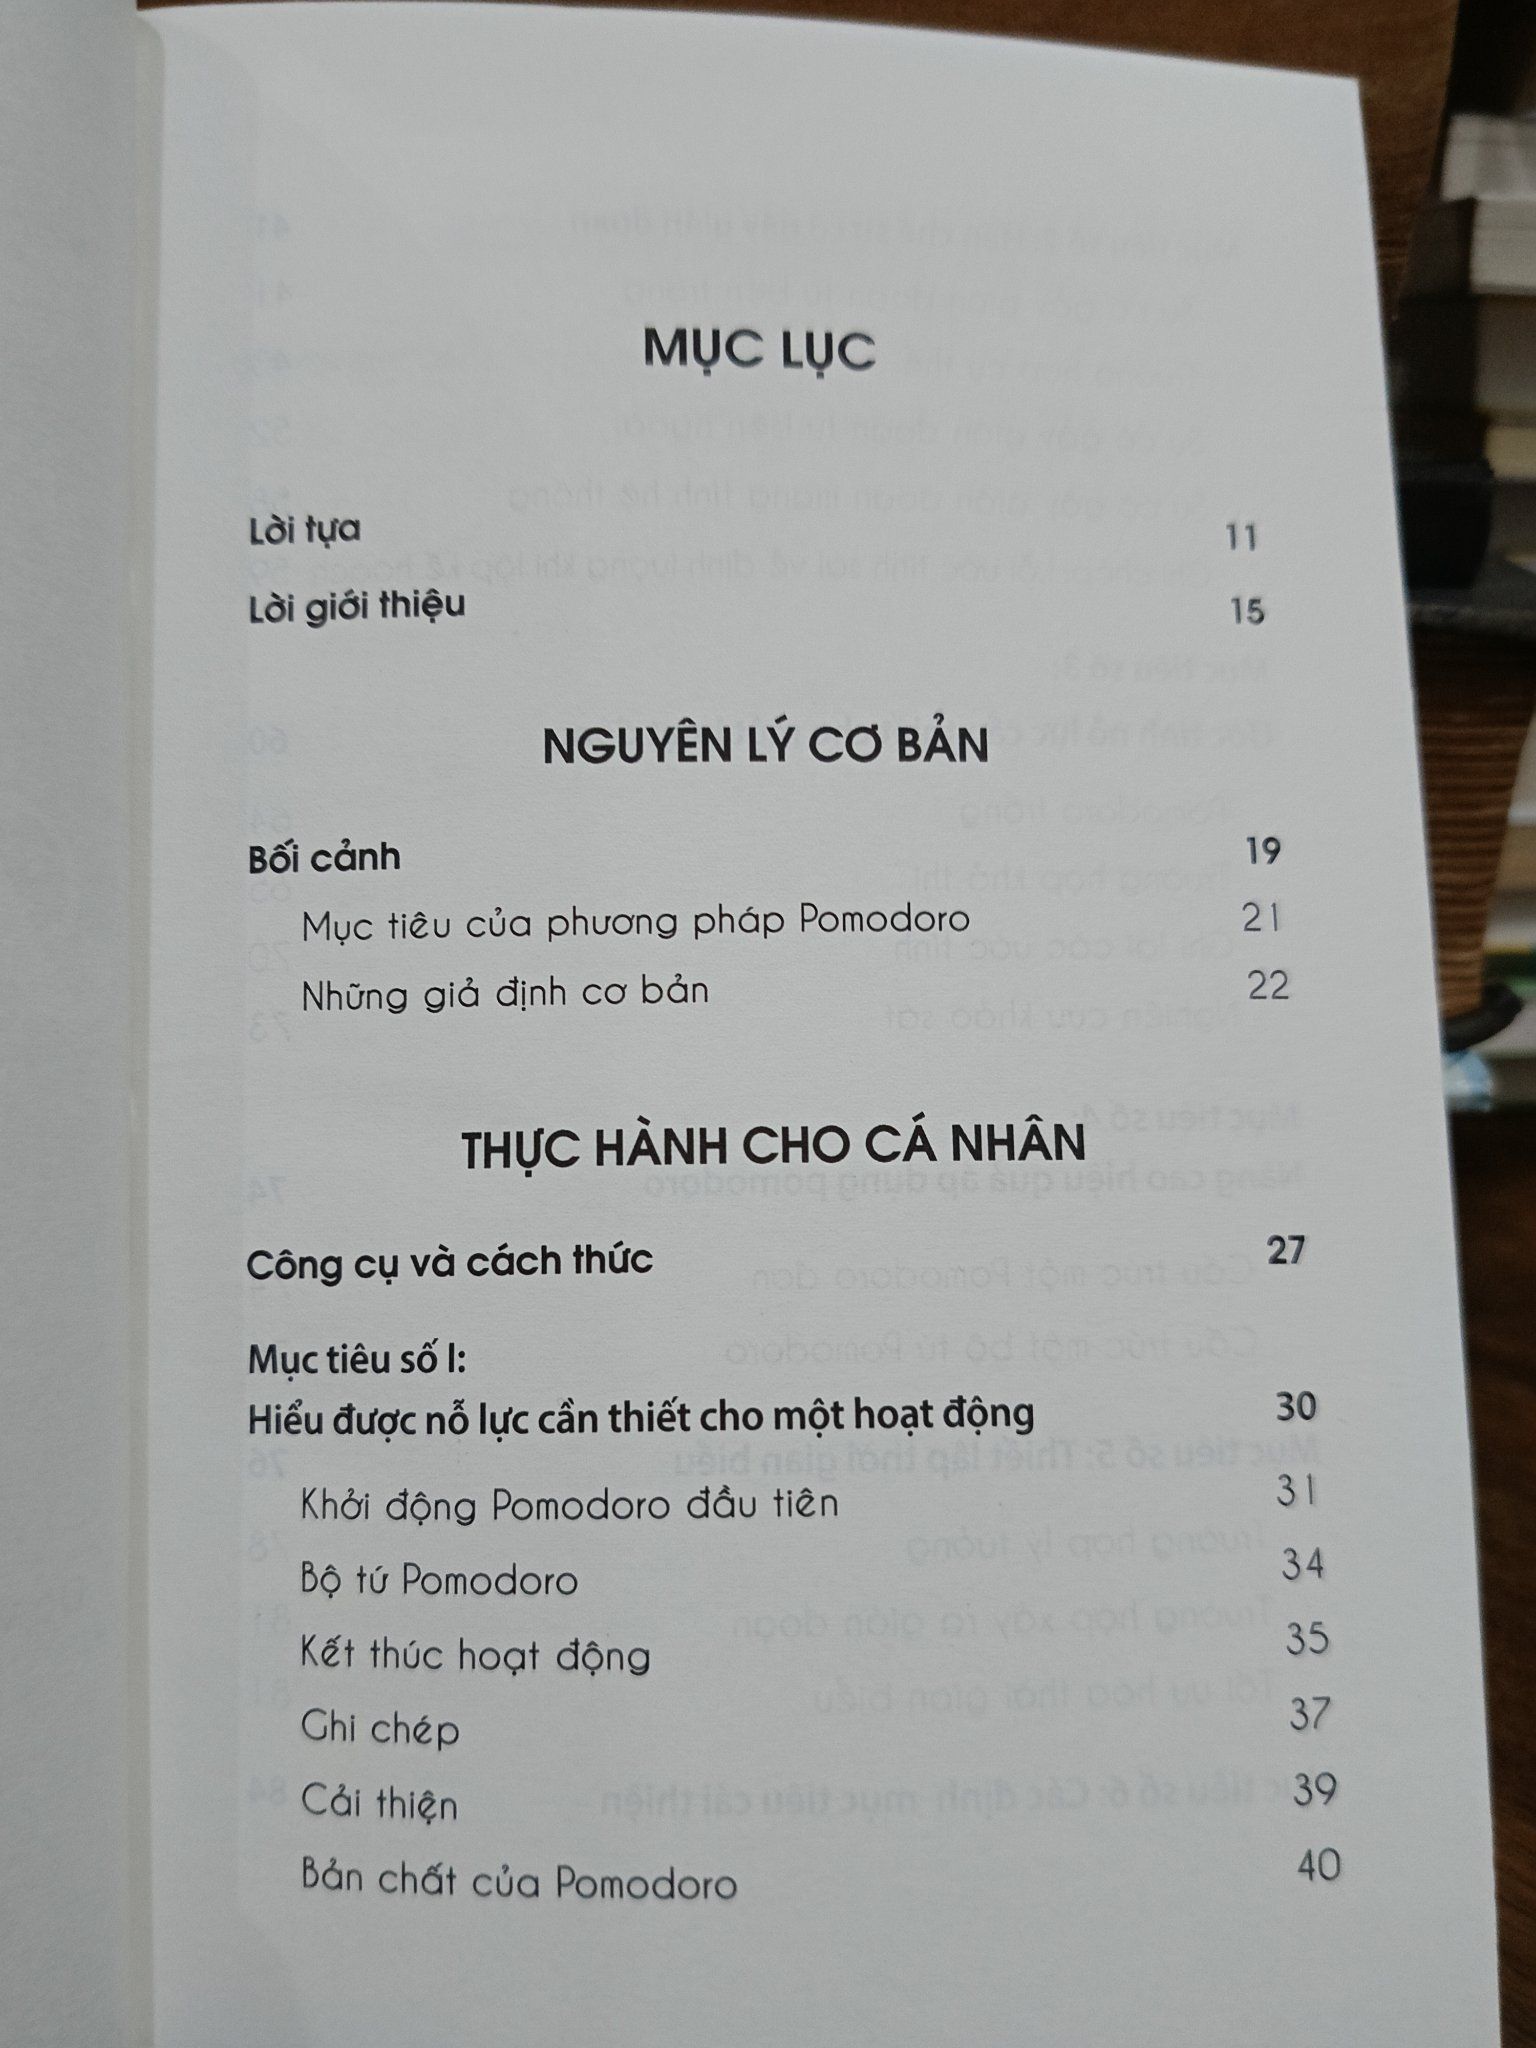 MỤC LỤC
Lời tựa 11
Lời giới thiệu 15
NGUYÊN LÝ CƠ BẢN
Bối cảnh 19
Mục tiêu của phương pháp Pomodoro 21
Những giả định cơ bản 22
THỰC HÀNH CHO CÁ NHÂN
Công cụ và cách thức 27
Mục tiêu số I:
Hiểu được nỗ lực cần thiết cho một hoạt động 30
Khởi động Pomodoro đầu tiên 31
Bộ tứ Pomodoro 34
Kết thúc hoạt động 35
Ghi chép 37
Cải thiện 39
Bản chất của Pomodoro 40